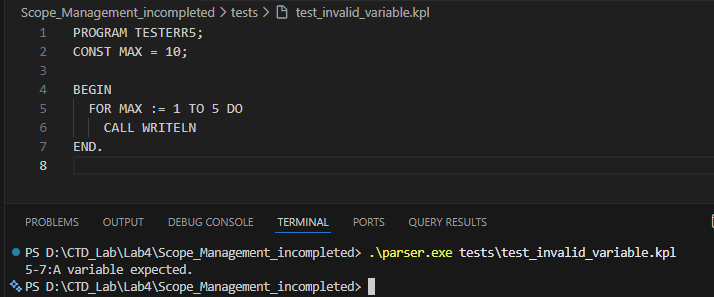 Scope_Management_incompleted > tests > test_invalid_variable.kpl
1 PROGRAM TESTERR5;
2 CONST MAX = 10;
3
4 BEGIN
5 FOR MAX := 1 TO 5 DO
6 CALL WRITELN
7 END.
8
PROBLEMS OUTPUT DEBUG CONSOLE TERMINAL PORTS QUERY RESULTS
PS D:\CTD_Lab\Lab4\Scope_Management_incompleted> .\parser.exe tests\test_invalid_variable.kpl
5-7:A variable expected.
PS D:\CTD_Lab\Lab4\Scope_Management_incompleted>